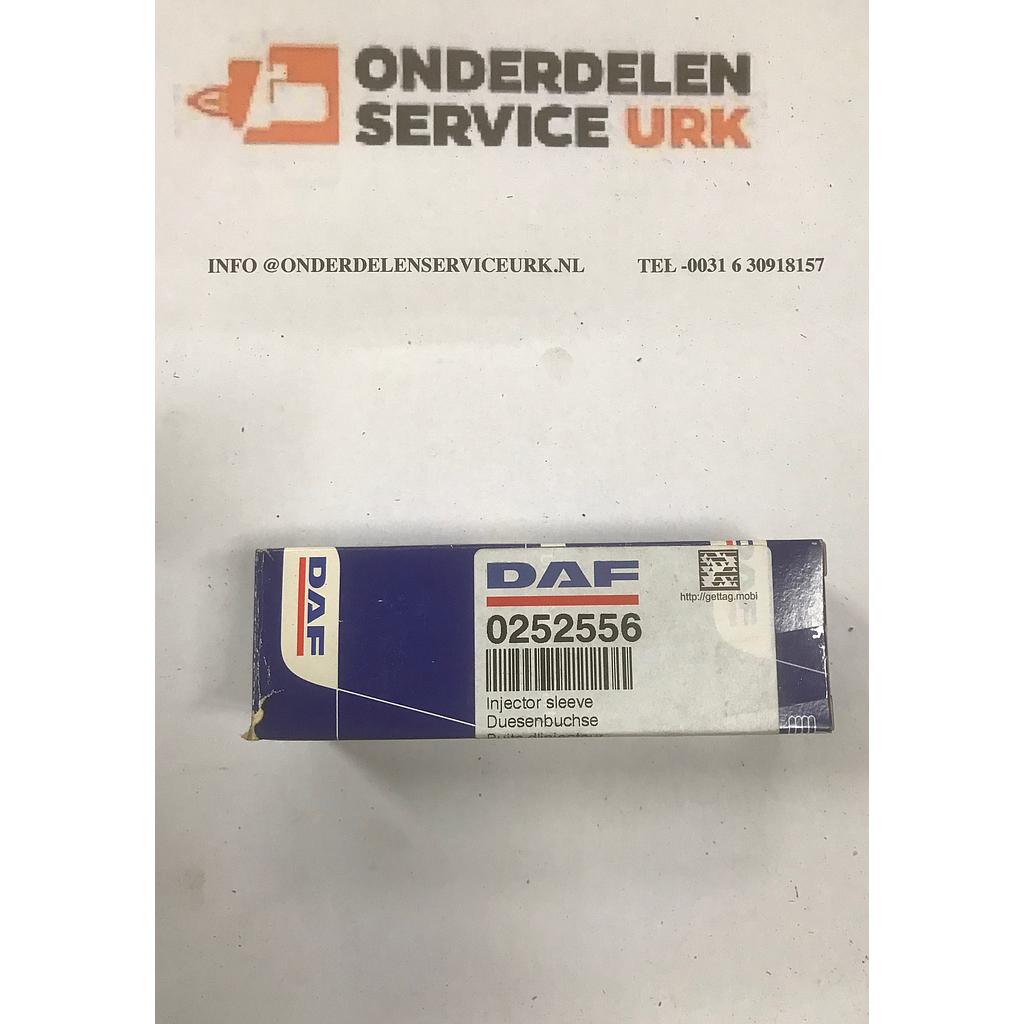 ONDERDELEN
SERVICE URK
INFO @ONDERDELENSERVICEURK.NL TEL -0031 6 30918157
DAF
DAF
http://gettag.mobi
0252556
Injector sleeve
Duesenbuchse